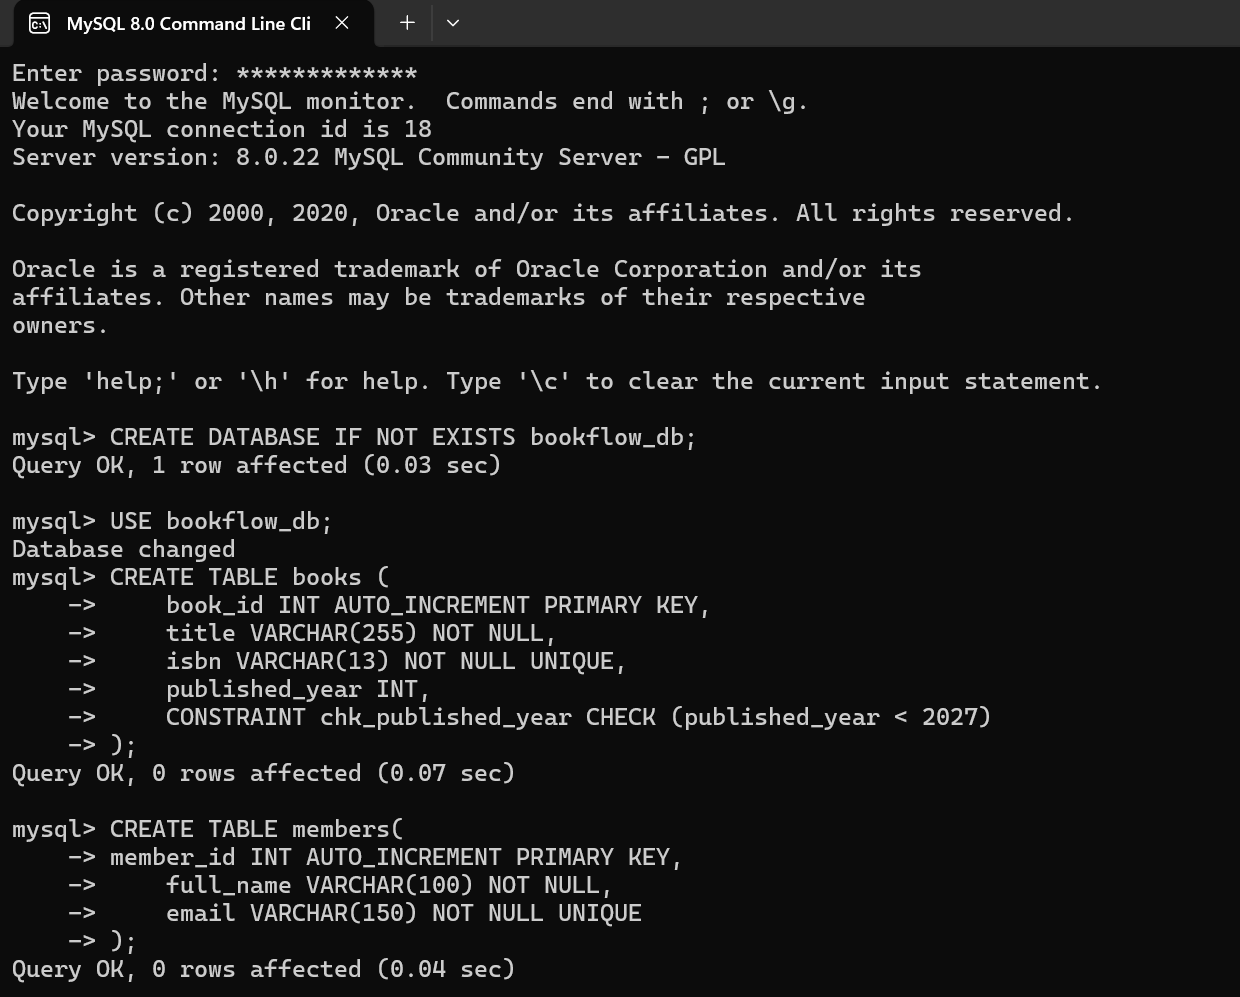 MySQL 8.0 Command Line Cli
Enter password: *************
Welcome to the MySQL monitor.  Commands end with ; or \g.
Your MySQL connection id is 18
Server version: 8.0.22 MySQL Community Server - GPL

Copyright (c) 2000, 2020, Oracle and/or its affiliates. All rights reserved.

Oracle is a registered trademark of Oracle Corporation and/or its
affiliates. Other names may be trademarks of their respective
owners.

Type 'help;' or '\h' for help. Type '\c' to clear the current input statement.

mysql> CREATE DATABASE IF NOT EXISTS bookflow_db;
Query OK, 1 row affected (0.03 sec)

mysql> USE bookflow_db;
Database changed
mysql> CREATE TABLE books (
    ->     book_id INT AUTO_INCREMENT PRIMARY KEY,
    ->     title VARCHAR(255) NOT NULL,
    ->     isbn VARCHAR(13) NOT NULL UNIQUE,
    ->     published_year INT,
    ->     CONSTRAINT chk_published_year CHECK (published_year < 2027)
    -> );
Query OK, 0 rows affected (0.07 sec)

mysql> CREATE TABLE members(
    -> member_id INT AUTO_INCREMENT PRIMARY KEY,
    ->     full_name VARCHAR(100) NOT NULL,
    ->     email VARCHAR(150) NOT NULL UNIQUE
    -> );
Query OK, 0 rows affected (0.04 sec)